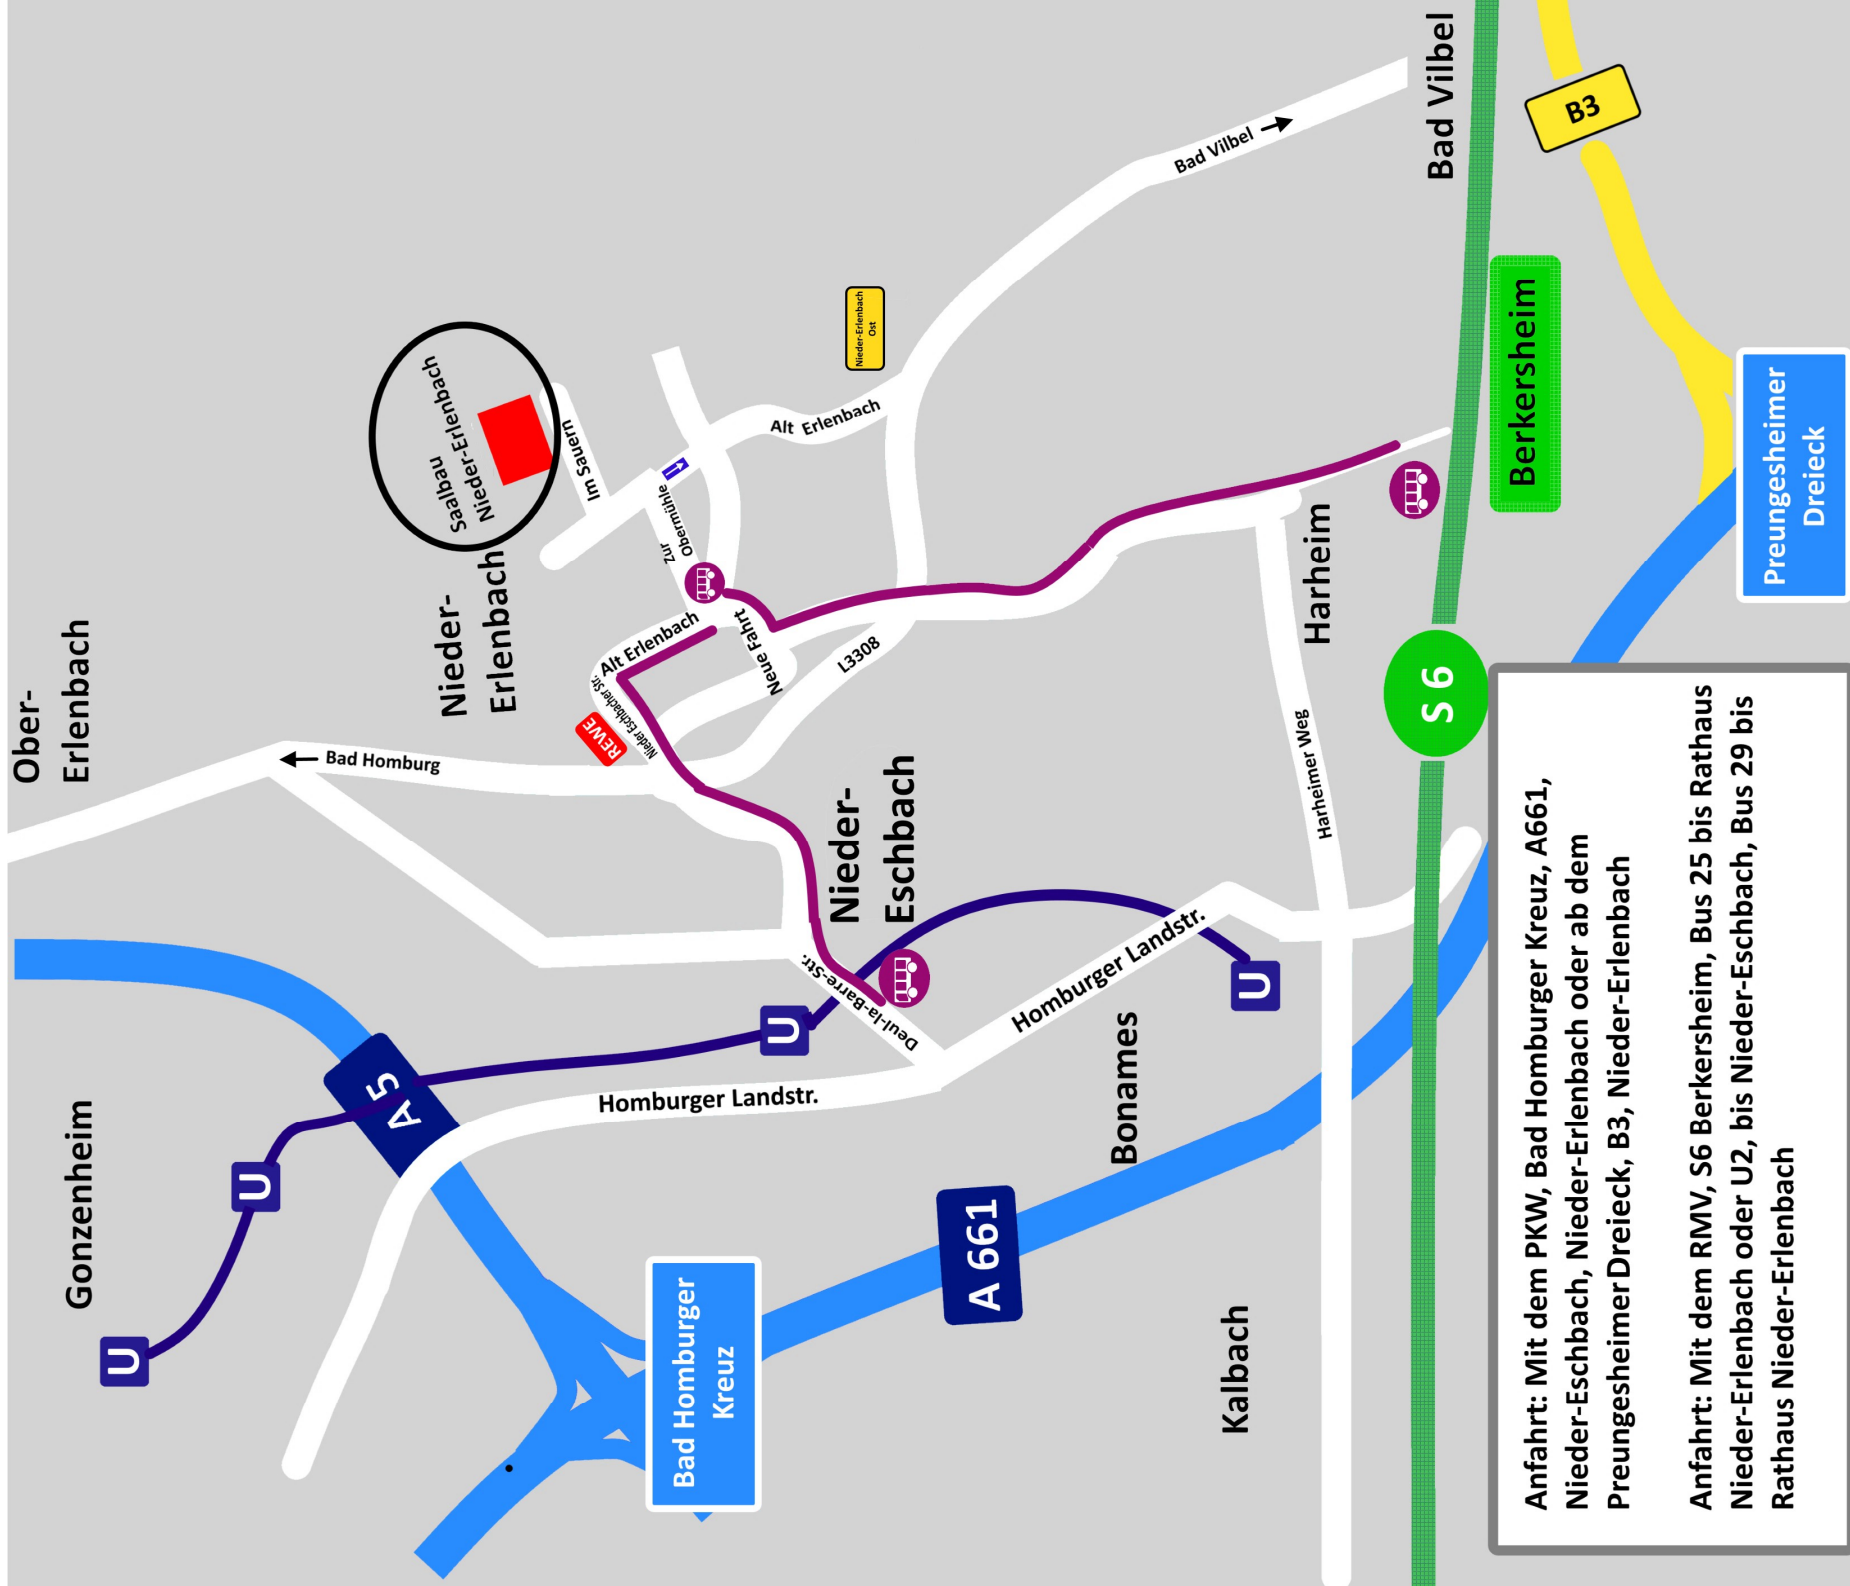 Ober-
Erlenbach
Gonzenheim
U
U
A 5
Bad Homburg
Nieder-
Erlenbach
Saalbau
Nieder-Erlenbach
Im Sauern
Zur
Obermühle
Alt Erlenbach
Nieder Eschbacher Str.
REWE
Neue Fahrt
L3308
Alt Erlenbach
Nieder-Erlenbach
Ost
Bad Vilbel
Bad Vilbel
B3
Nieder-
Eschbach
U
Deul-la-Barre-Str.
Homburger Landstr.
Homburger Landstr.
Bad Homburger
Kreuz
A 661
Bonames
U
Kalbach
Harheimer Weg
Harheim
S 6
Berkersheim
Preungesheimer
Dreieck
Anfahrt: Mit dem PKW, Bad Homburger Kreuz, A661,
Nieder-Eschbach, Nieder-Erlenbach oder ab dem
Preungesheimer Dreieck, B3, Nieder-Erlenbach
Anfahrt: Mit dem RMV, S6 Berkersheim, Bus 25 bis Rathaus
Nieder-Erlenbach oder U2, bis Nieder-Eschbach, Bus 29 bis
Rathaus Nieder-Erlenbach